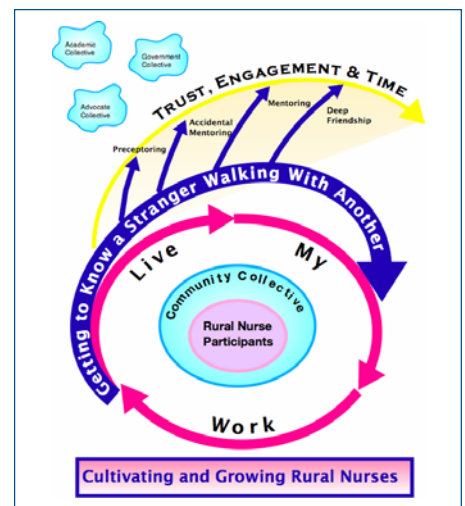 Academic
Collective
Government
Collective
Advocate
Collective
TRUST, ENGAGEMENT & TIME
Preceptoring
Accidental
Mentoring
Mentoring
Deep
Friendship
Getting to Know a Stranger Walking With Another
Live
My
Work
Community Collective
Rural Nurse
Participants
Cultivating and Growing Rural Nurses